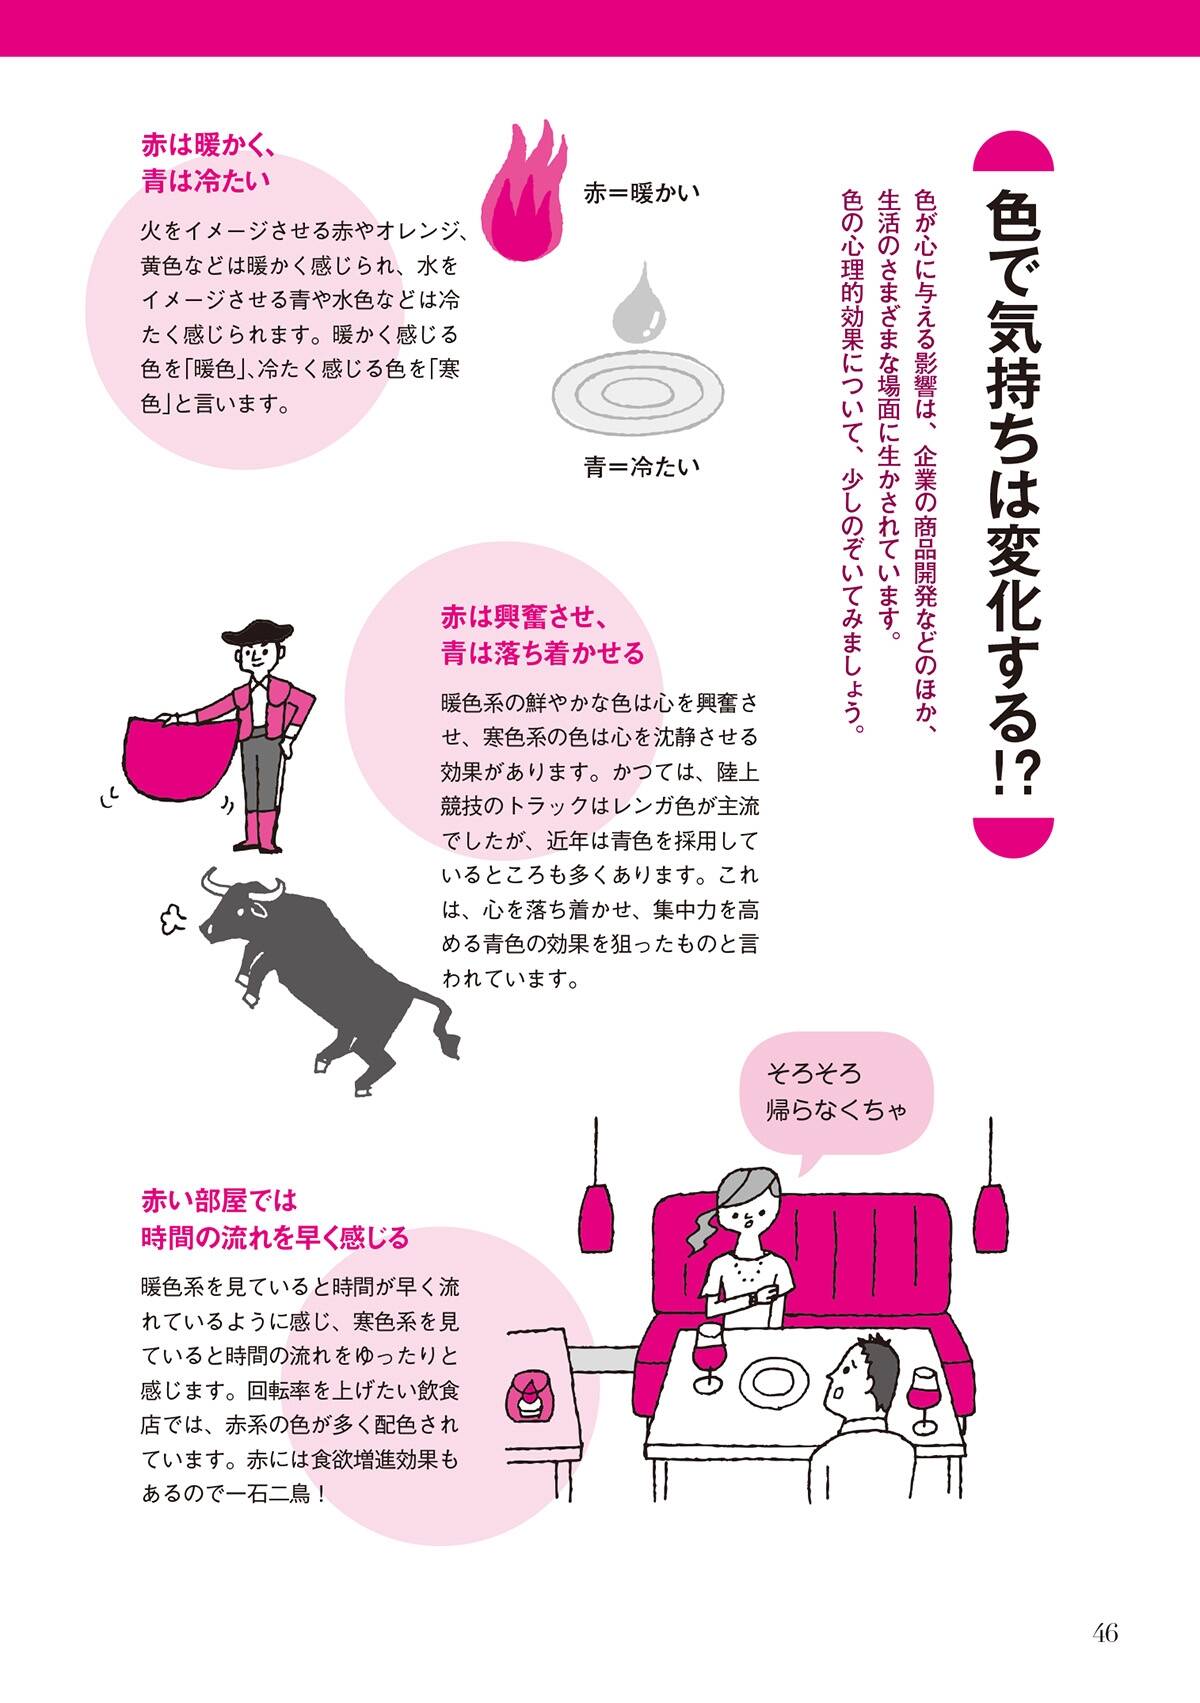 色で気持ちは変化する!?
色が心に与える影響は、企業の商品開発などのほか、
生活のさまざまな場面に生かされています。
色の心理的効果について、少しのぞいてみましょう。
赤は暖かく、
青は冷たい
火をイメージさせる赤やオレンジ、
黄色などは暖かく感じられ、水を
イメージさせる青や水色などは冷
たく感じられます。暖かく感じる
色を「暖色」、冷たく感じる色を「寒
色」と言います。
赤＝暖かい
青＝冷たい
赤は興奮させ、
青は落ち着かせる
暖色系の鮮やかな色は心を興奮さ
せ、寒色系の色は心を沈静させる
効果があります。かつては、陸上
競技のトラックはレンガ色が主流
でしたが、近年は青色を採用して
いるところも多くあります。これ
は、心を落ち着かせ、集中力を高
める青色の効果を狙ったものと言
われています。
赤い部屋では
時間の流れを早く感じる
暖色系を見ていると時間が早く流
れているように感じ、寒色系を見
ていると時間の流れをゆったりと
感じます。回転率を上げたい飲食
店では、赤系の色が多く配色され
ています。赤には食欲増進効果も
あるので一石二鳥！
そろそろ
帰らなくちゃ
46